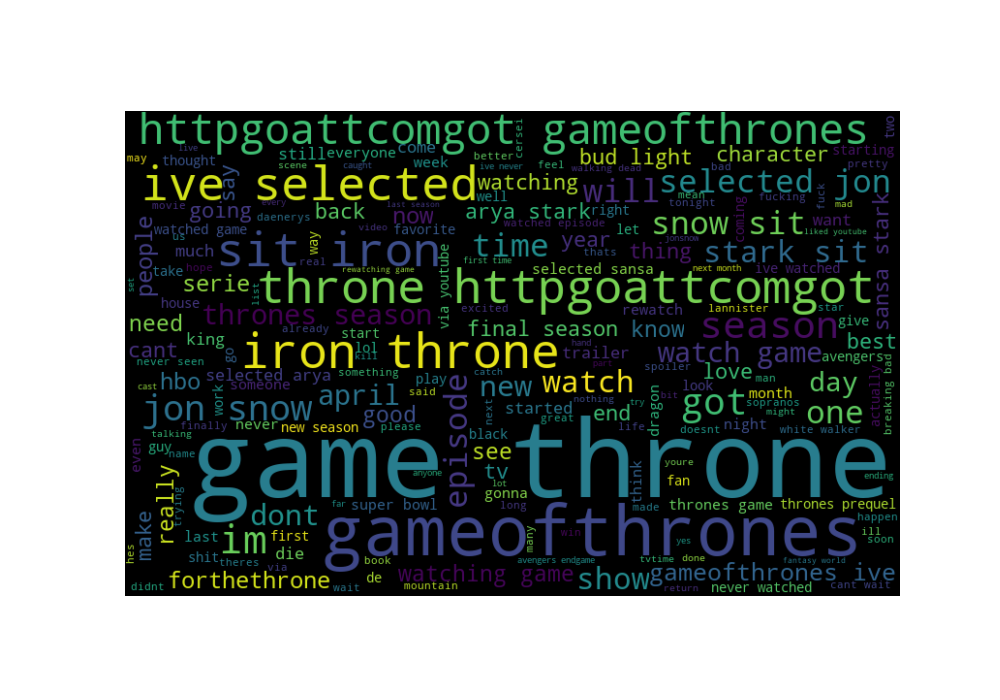 httpgoattcomgot gameofthrones
cersei
two
live
may
thought
stilleveryone
come
week
better
scene
caught
ive never
feel
walking dead
bud light
character
bad
starting
pretty
ive selected
say
watching
well
will
mean
tonight
selected jon
fucking
mad
fuck
movie
every
last season
daenerys
going
back
now
arya stark
right
let
snow sit
coming
want
liked youtube
people
watched game
us
video
favorite
watched episode
thats
jonsnow
sansa stark
much
sit iron
way
real
time
first time
year
thing
stark sit
take
hope
rewatching game
selected sansa
next month
ive watched
set
serie
list
throne httpgoattcomgot
via youtube
house
thrones season
excited
rewatch
lannister
star
give
need
king
already
start
final season
know
season
best
cant
go
lol
kill
iron throne
hand
trailer
spoiler
watch game
avengers
never seen
something
catch
part
love
look
man
actually
breaking bad
hbo
selected arya
someone
cast
work
play
said
april
new
watch
nothing
try
bit
dragon
got
month
sopranos
might
day
one
jon snow
good
next
started
end
great
life
doesnt
night
white walker
finally
never
new season
please
talking
guy
name
black
episode
see
game throne
youre
fan
ending
even
really
trying
anyone
tv
lot
gonna
think
made
thrones game
thrones prequel
happen
make
dont
far
super bowl
long
gameofthrones
many
win
yes
ill
soon
last
im
first
shit
theres
die
via
book
hes
avengers endgame
tvtime
done
fantasy world
didnt
forthethrone
wait
de
watching game
mountain
show
gameofthrones ive
return
never watched
cant wait